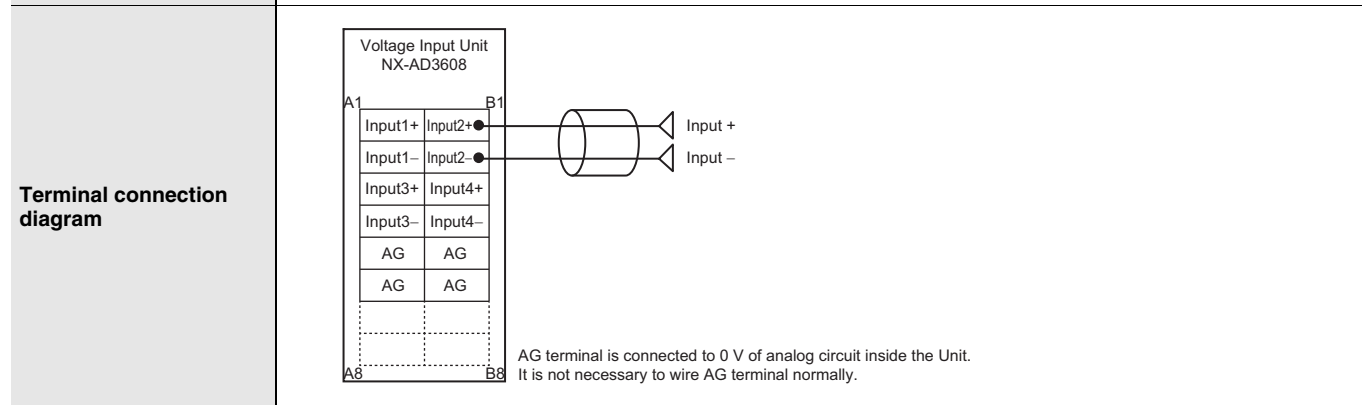 Terminal connection
diagram
Voltage Input Unit
NX-AD3608
A1 B1
Input1+ Input2+ Input +
Input1– Input2– Input –
Input3+ Input4+
Input3– Input4–
AG AG
AG AG
A8 B8
AG terminal is connected to 0 V of analog circuit inside the Unit.
It is not necessary to wire AG terminal normally.